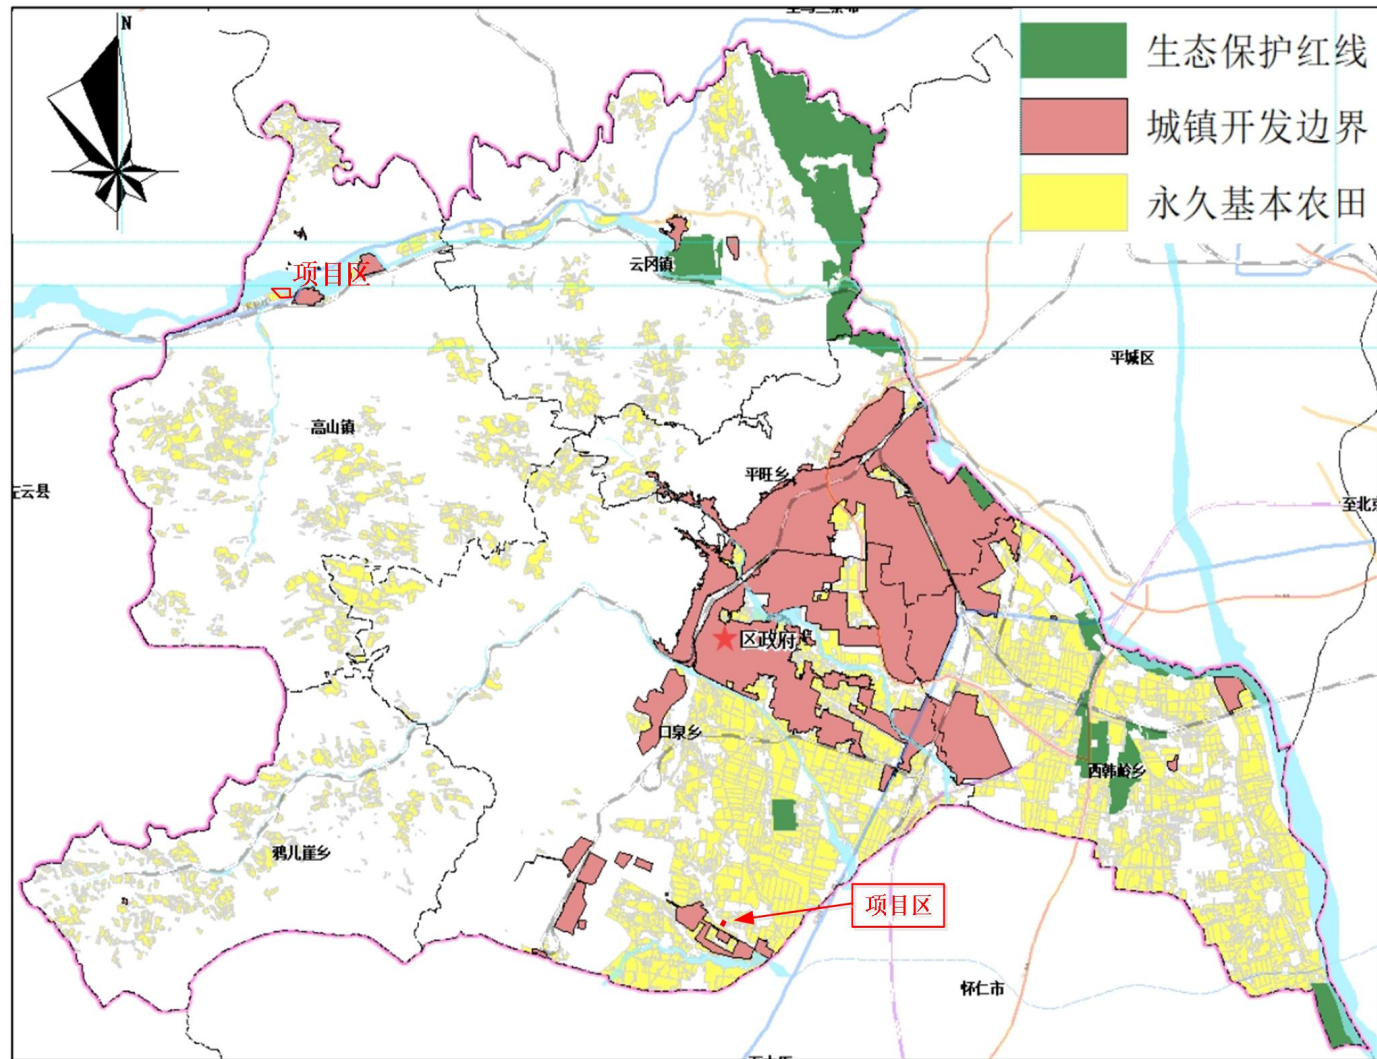 N
生态保护红线
城镇开发边界
永久基本农田
云冈镇
项目区
平城区
高山镇
平旺乡
左云县
至北京
区政府
口泉乡
西韩岭乡
鸦儿崖乡
项目区
怀仁市